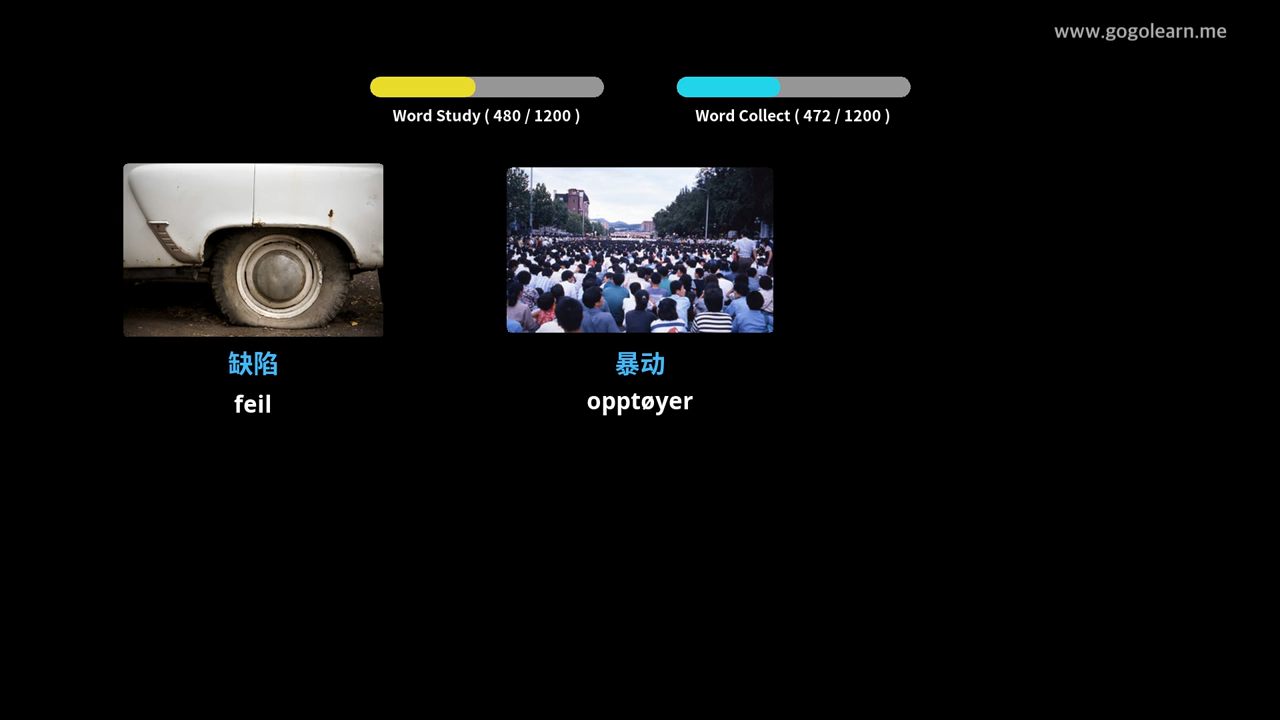 www.gogolearn.me
Word Study ( 480 / 1200 )
Word Collect ( 472 / 1200 )
缺陷
feil
暴动
opptøyer